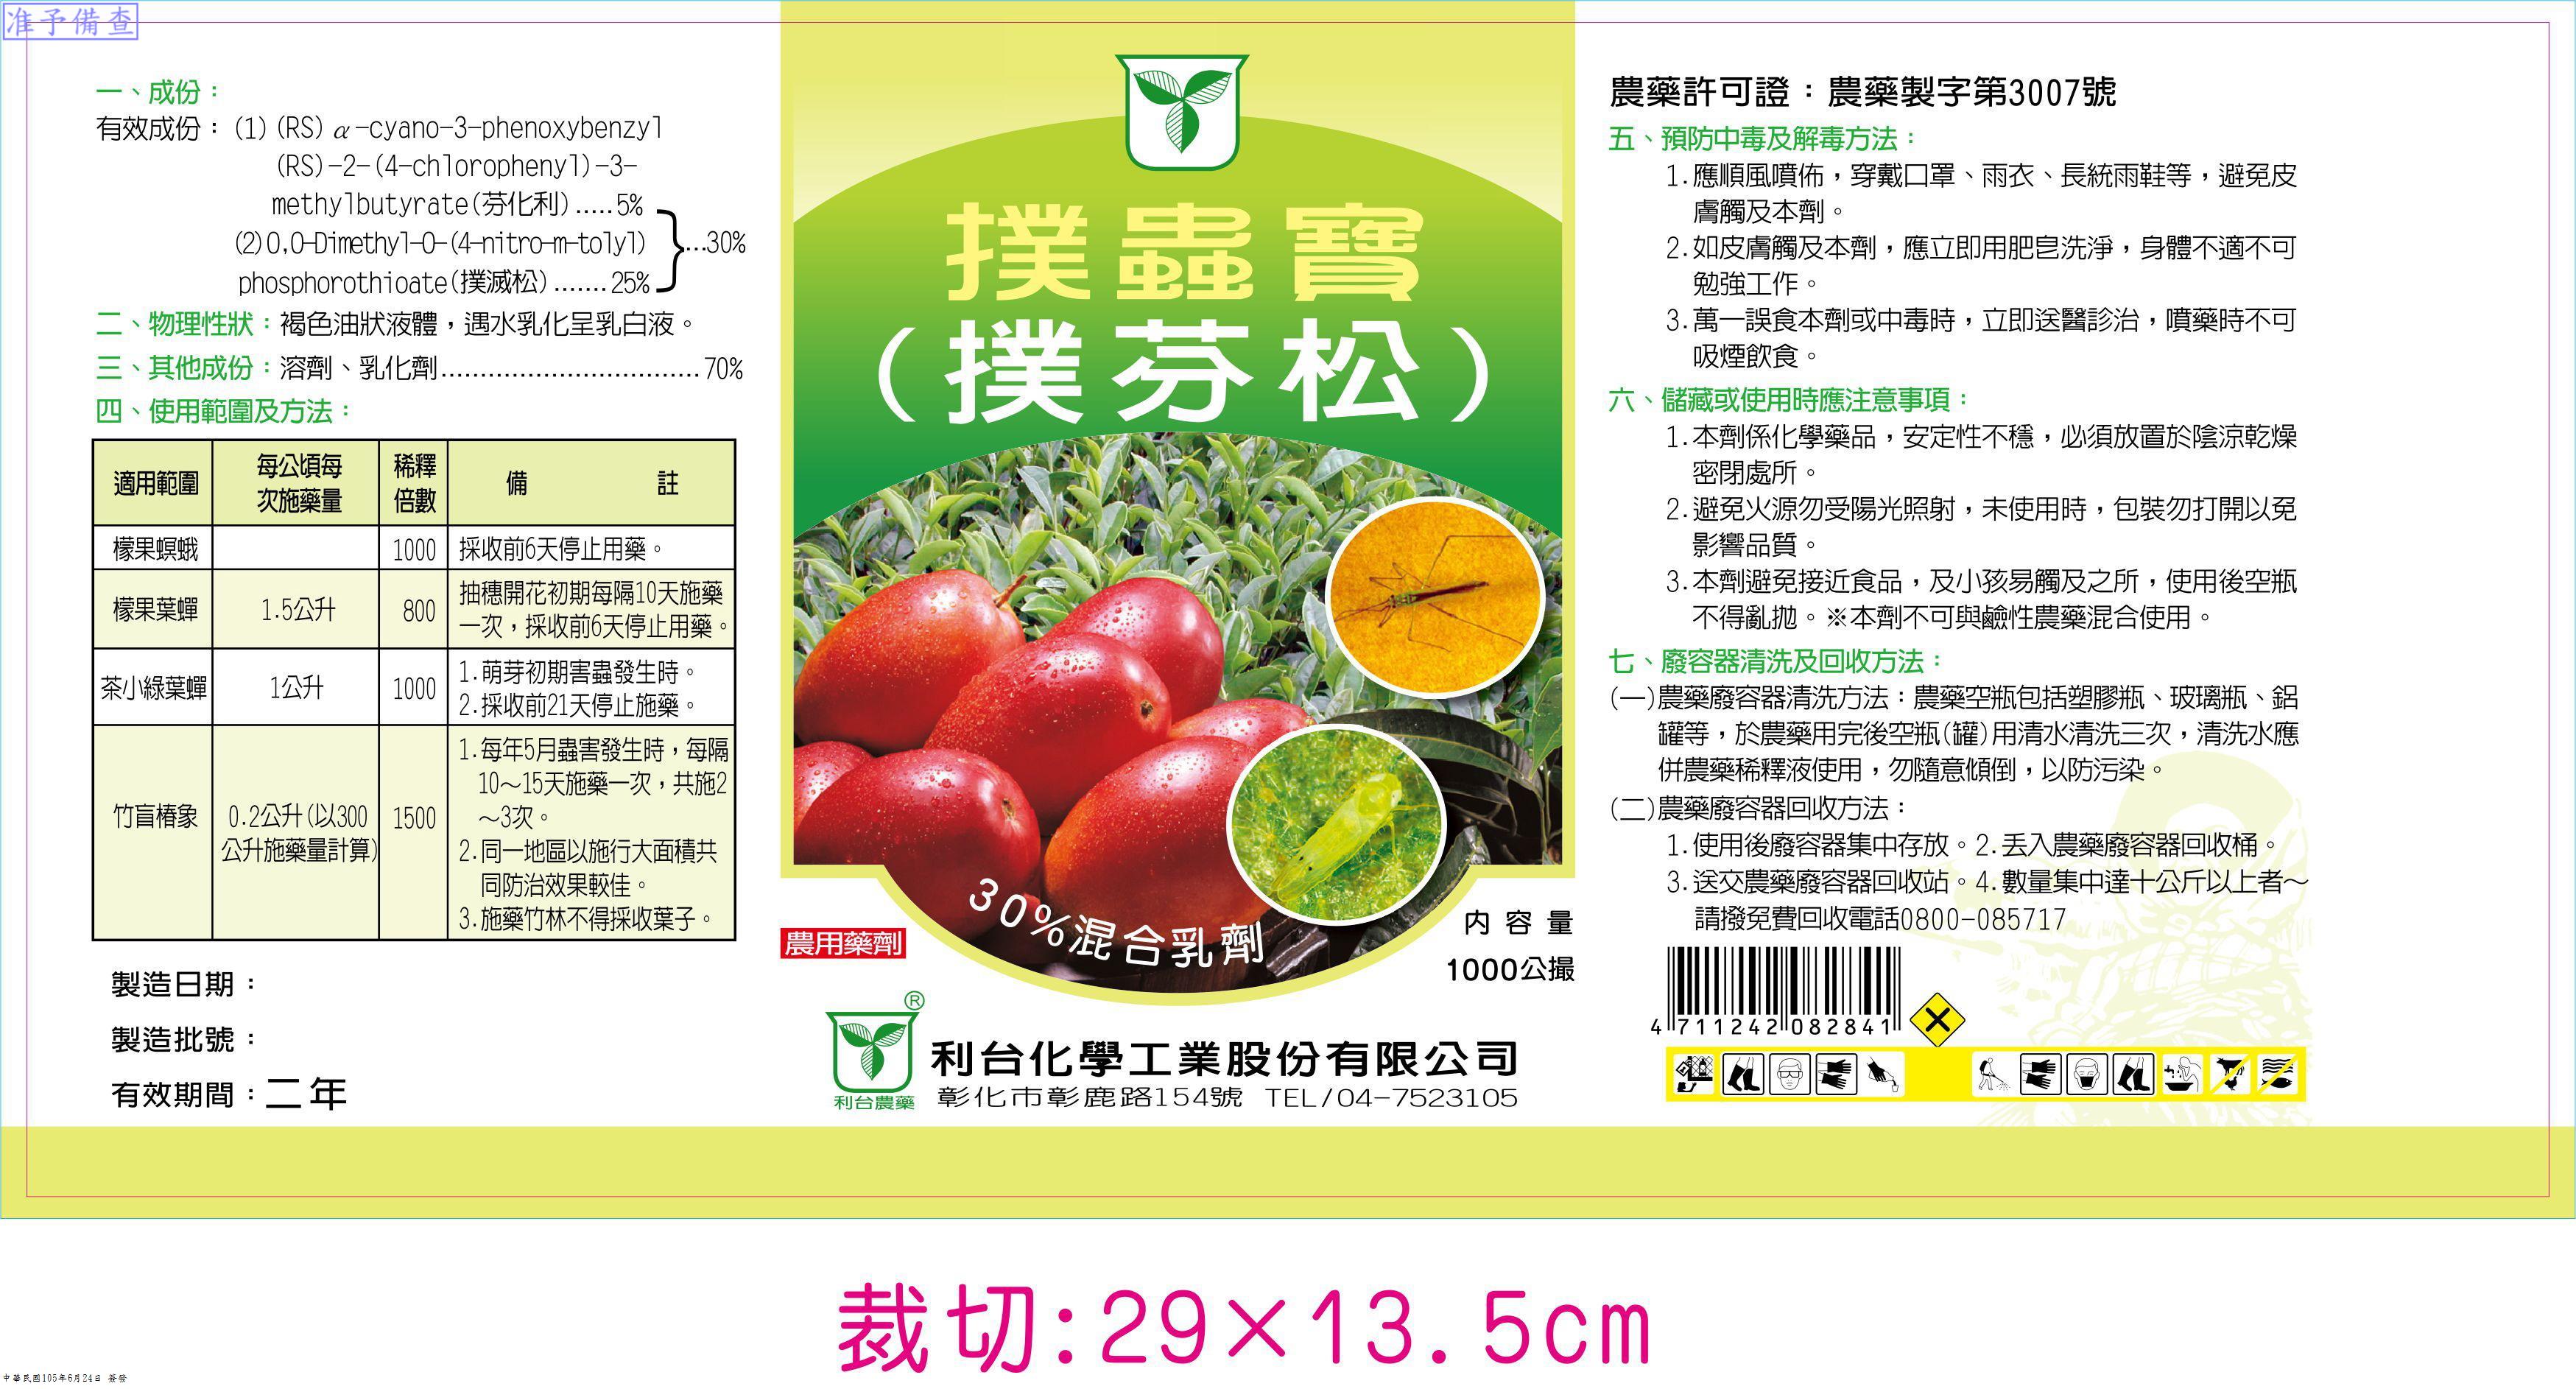 准予備查
一、成份：
有效成份：(1)(RS)α-cyano-3-phenoxybenzyl
(RS)-2-(4-chlorophenyl)-3-
methylbutyrate(芬化利).....5%
(2)O,O-Dimethyl-O-(4-nitro-m-tolyl)
...30%
phosphorothioate(撲滅松).......25%
二、物理性狀：褐色油狀液體，遇水乳化呈乳白液。
三、其他成份：溶劑、乳化劑.................................70%
四、使用範圍及方法：
適用範圍 每公頃每次施藥量 稀釋倍數 備 註
檬果螟蛾 1000 採收前6天停止用藥。
檬果葉蟬 1.5公升 800 抽穗開花初期每隔10天施藥
一次，採收前6天停止用藥。
茶小綠葉蟬 1公升 1000 1.萌芽初期害蟲發生時。
2.採收前21天停止施藥。
竹盲椿象 0.2公升(以300
公升施藥量計算) 1500 1.每年5月蟲害發生時，每隔
10～15天施藥一次，共施2
～3次。
2.同一地區以施行大面積共
同防治效果較佳。
3.施藥竹林不得採收葉子。
製造日期：
製造批號：
有效期間：二年
撲蟲寶
(撲芬松)
30%混合乳劑
農用藥劑
內容量
1000公撮
®
利台農藥
利台化學工業股份有限公司
彰化市彰鹿路154號 TEL/04-7523105
農藥許可證：農藥製字第3007號
五、預防中毒及解毒方法：
1.應順風噴佈，穿戴口罩、雨衣、長統雨鞋等，避免皮
膚觸及本劑。
2.如皮膚觸及本劑，應立即用肥皂洗淨，身體不適不可
勉強工作。
3.萬一誤食本劑或中毒時，立即送醫診治，噴藥時不可
吸煙飲食。
六、儲藏或使用時應注意事項：
1.本劑係化學藥品，安定性不穩，必須放置於陰涼乾燥
密閉處所。
2.避免火源勿受陽光照射，未使用時，包裝勿打開以免
影響品質。
3.本劑避免接近食品，及小孩易觸及之所，使用後空瓶
不得亂拋。※本劑不可與鹼性農藥混合使用。
七、廢容器清洗及回收方法：
(一)農藥廢容器清洗方法：農藥空瓶包括塑膠瓶、玻璃瓶、鋁
罐等，於農藥用完後空瓶(罐)用清水清洗三次，清洗水應
併農藥稀釋液使用，勿隨意傾倒，以防污染。
(二)農藥廢容器回收方法：
1.使用後廢容器集中存放。2.丟入農藥廢容器回收桶。
3.送交農藥廢容器回收站。4.數量集中達十公斤以上者～
請撥免費回收電話0800-085717
4 711242 082841
裁切:29×13.5cm
中華民國105年6月24日 簽發